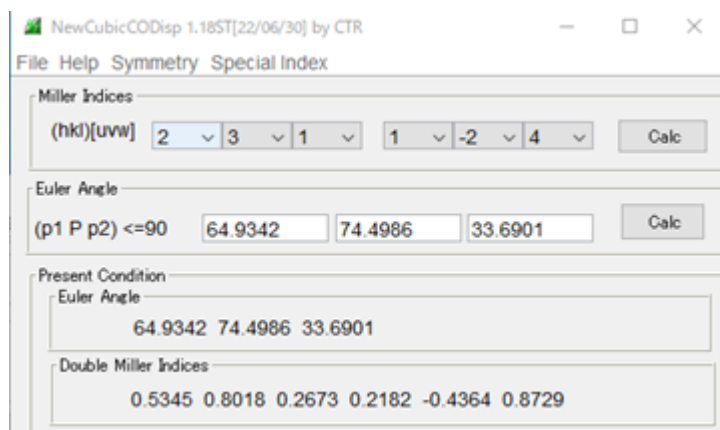 NewCubicCODisp 1.18ST[22/06/30] by CTR
File Help Symmetry Special Index
Miller Indices
(hkl)[uvw] 2 3 1 1 -2 4 Calc
Euler Angle
(p1 P p2) <=90 64.9342 74.4986 33.6901 Calc
Present Condition
Euler Angle
64.9342 74.4986 33.6901
Double Miller Indices
0.5345 0.8018 0.2673 0.2182 -0.4364 0.8729